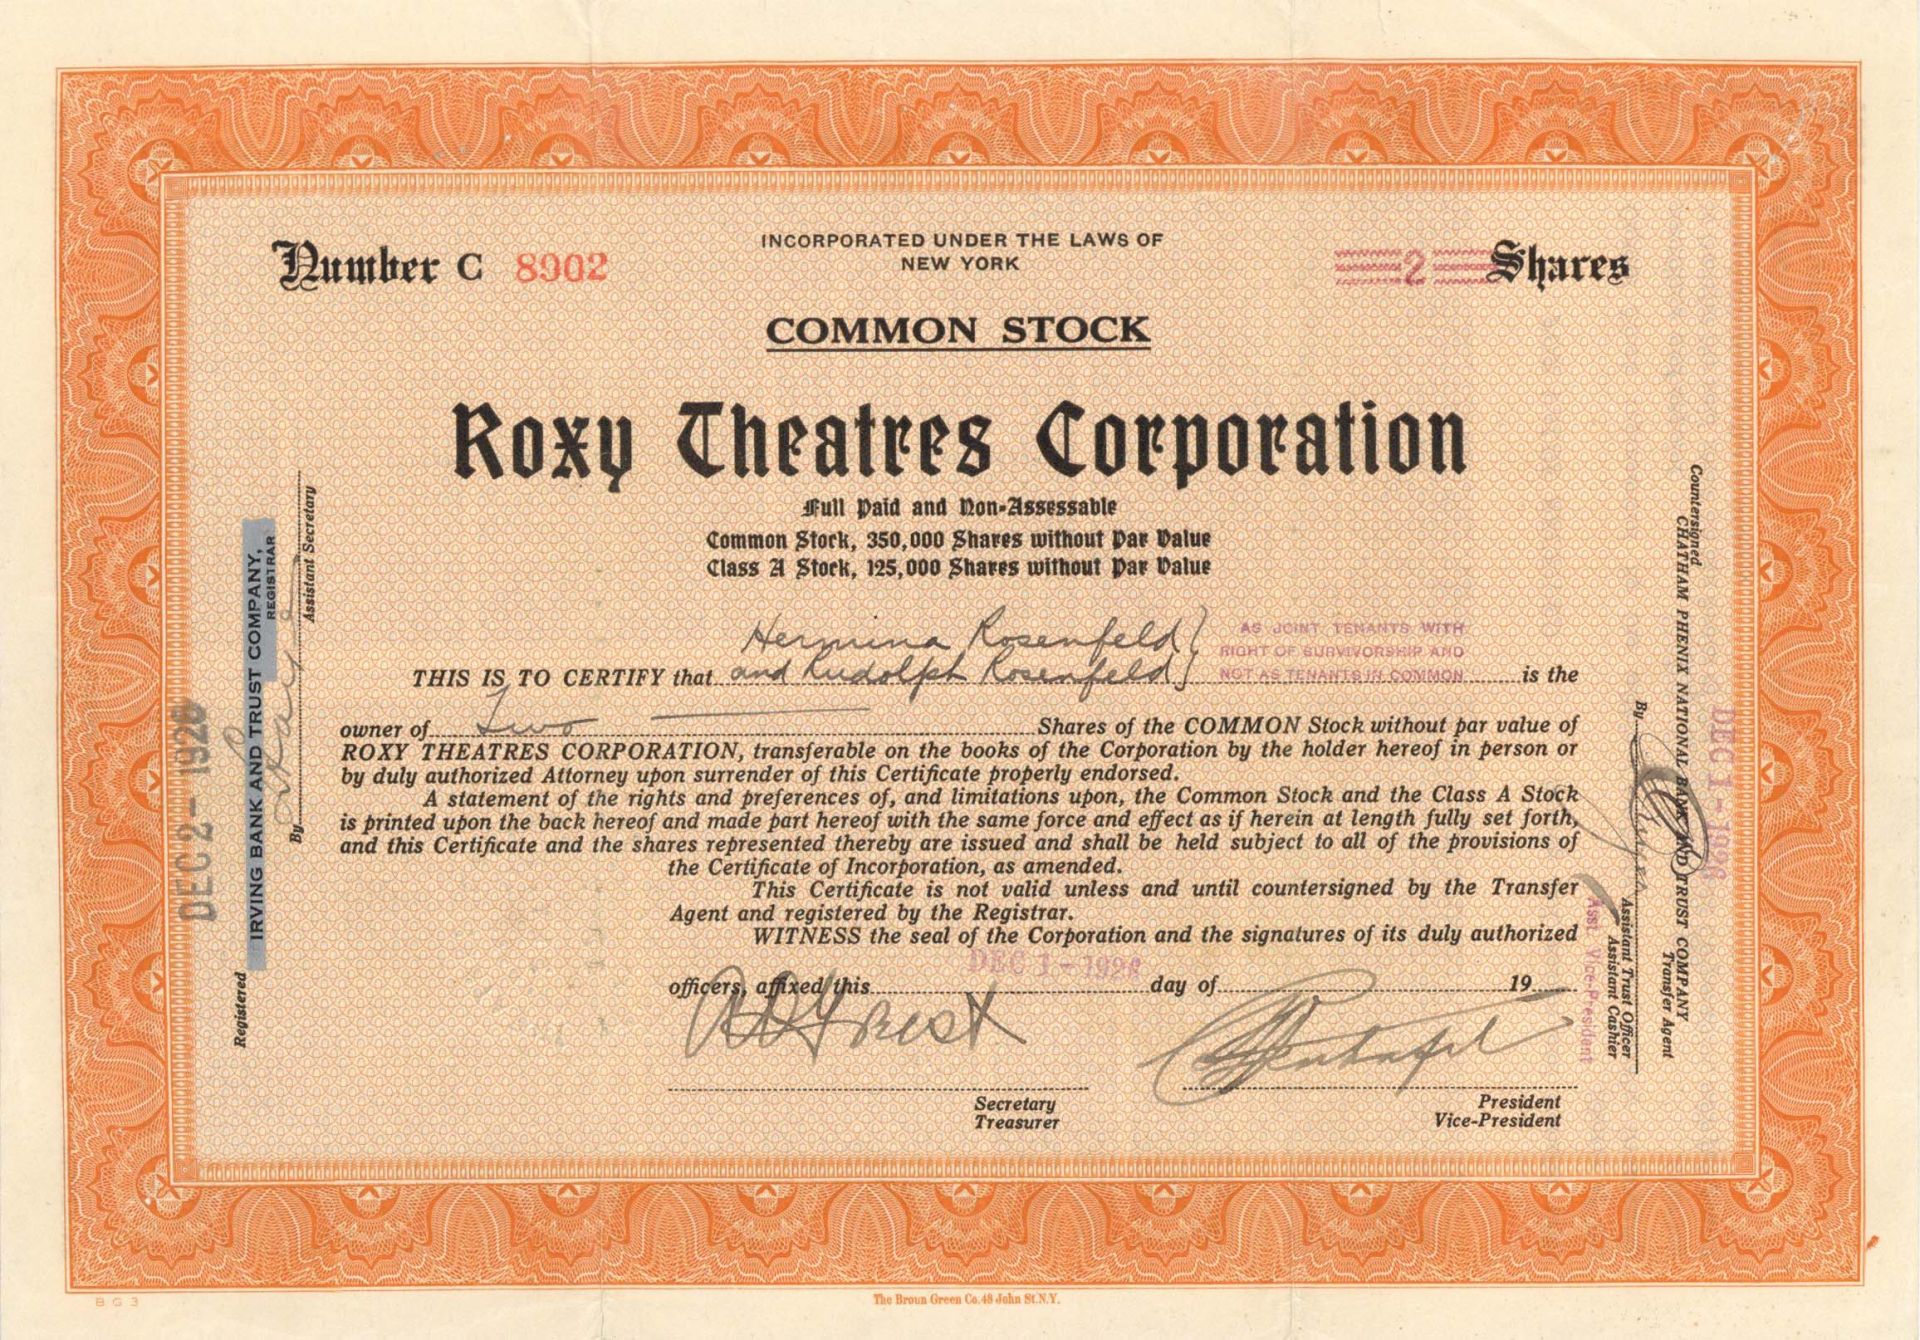 INCORPORATED UNDER THE LAWS OF
NEW YORK
Number C 8902
2 Shares
COMMON STOCK
Roxy Theatres Corporation
Full Paid and Non-Assessable
Common Stock, 350,000 Shares without Par Value
Class A Stock, 125,000 Shares without Par Value
Hermina Rosenfeld
THIS IS TO CERTIFY that and Rudolph Rosenfeld is the
AS JOINT TENANTS WITH
RIGHT OF SURVIVORSHIP AND
NOT AS TENANTS IN COMMON
owner of Two Shares of the COMMON Stock without par value of
ROXY THEATRES CORPORATION, transferable on the books of the Corporation by the holder hereof in person or
by duly authorized Attorney upon surrender of this Certificate properly endorsed.
A statement of the rights and preferences of, and limitations upon, the Common Stock and the Class A Stock
is printed upon the back hereof and made part hereof with the same force and effect as if herein at length fully set forth,
and this Certificate and the shares represented thereby are issued and shall be held subject to all of the provisions of
the Certificate of Incorporation, as amended.
This Certificate is not valid unless and until countersigned by the Transfer
Agent and registered by the Registrar.
WITNESS the seal of the Corporation and the signatures of its duly authorized
DEC 1-192
officers, affixed this day of 19
Secretary
Treasurer
President
Vice-President
DEC 2-192
Registered
IRVING BANK AND TRUST COMPANY,
REGISTRAR
By
Assistant Secretary
Countersigned
CHATHAM PHENIX NATIONAL BANK AND TRUST COMPANY
Transfer Agent
DEC 1-192
By
Assistant Trust Officer
Assistant Cashier
Asst. Vice-President
B G 3
The Broun Green Co. 48 John St. N.Y.